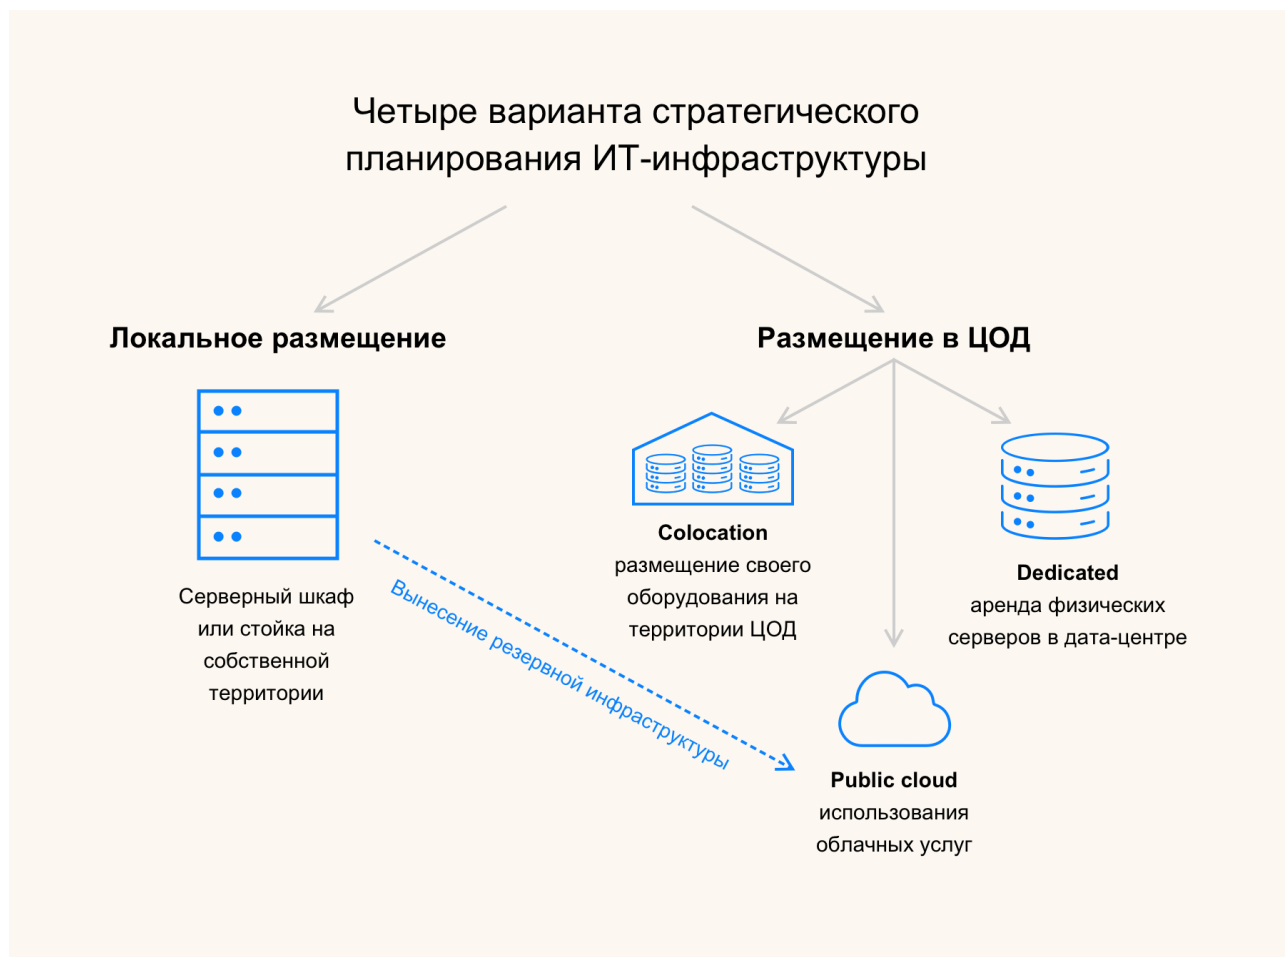 Четыре варианта стратегического
планирования ИТ-инфраструктуры
Локальное размещение
Серверный шкаф
или стойка на
собственной
территории
Вынесение резервной инфраструктуры
Размещение в ЦОД
Colocation
размещение своего
оборудования на
территории ЦОД
Dedicated
аренда физических
серверов в дата-центре
Public cloud
использования
облачных услуг